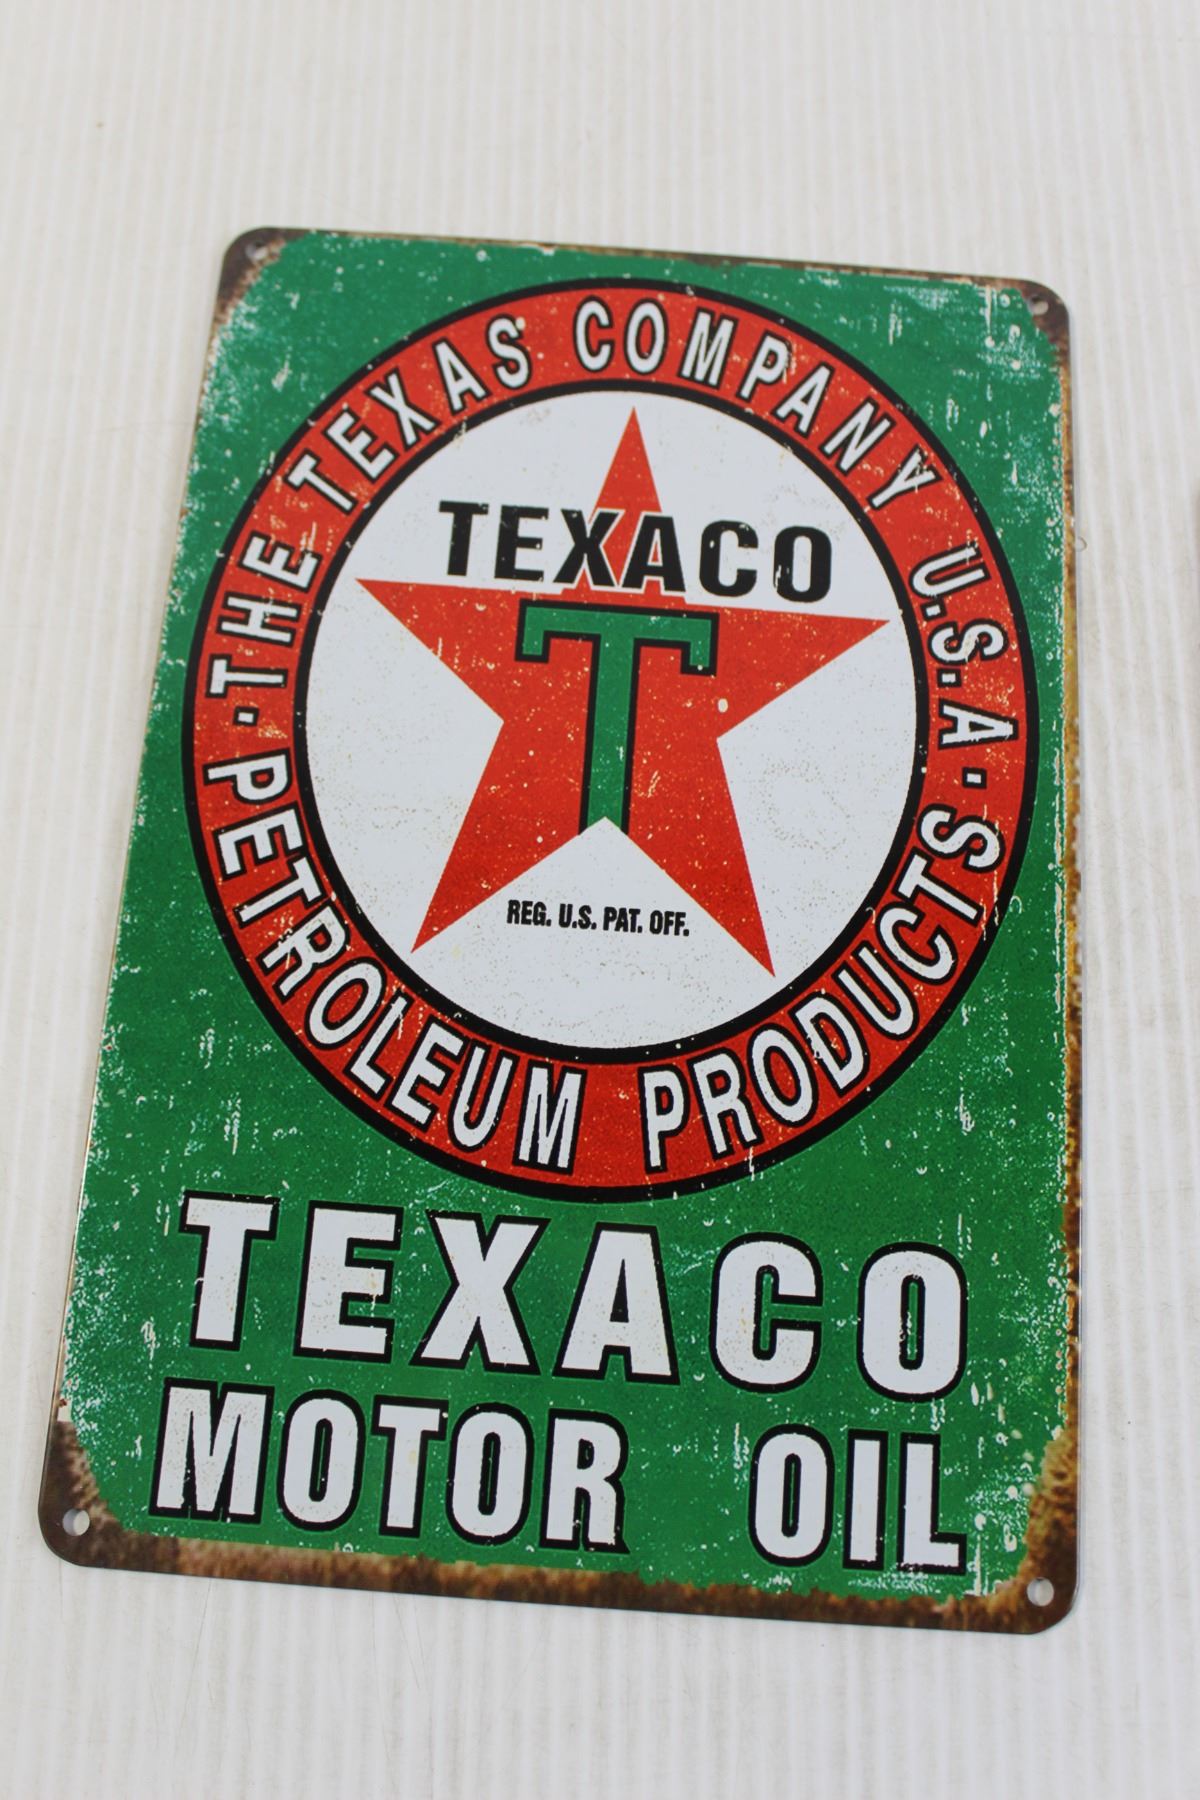 ·THE TEXAS COMPANY U.S.A·
TEXACO
T
REG. U.S. PAT. OFF.
PETROLEUM PRODUCTS
TEXACO
MOTOR OIL